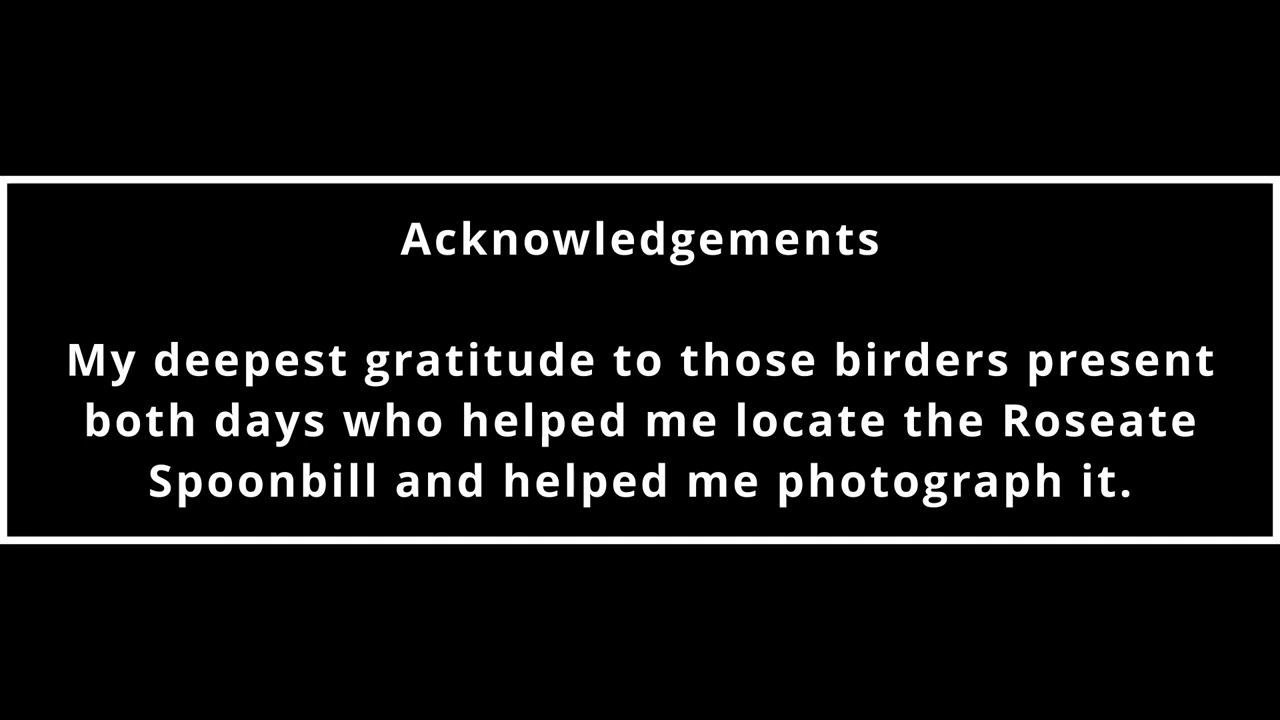 Acknowledgements
My deepest gratitude to those birders present
both days who helped me locate the Roseate
Spoonbill and helped me photograph it.